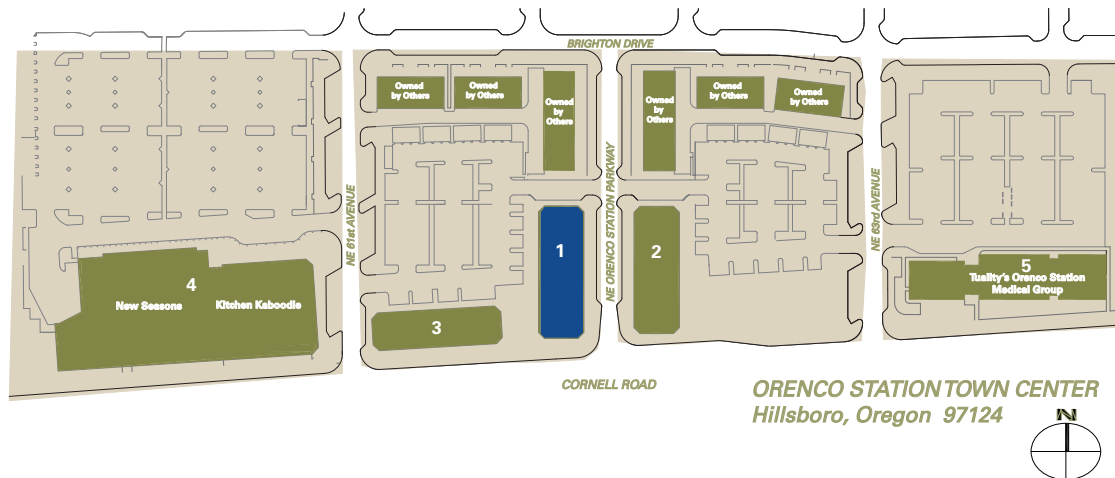 BRIGHTON DRIVE
Owned
by Others
Owned
by Others
Owned
by
Others
Owned
by
Others
Owned
by Others
Owned
by Others
NE 61st AVENUE
NE ORENCO STATION PARKWAY
NE 63rd AVENUE
1
2
3
4
New Seasons
Kitchen Kaboodle
5
Tuality's Orenco Station
Medical Group
CORNELL ROAD
ORENCO STATION TOWN CENTER
Hillsboro, Oregon 97124
N